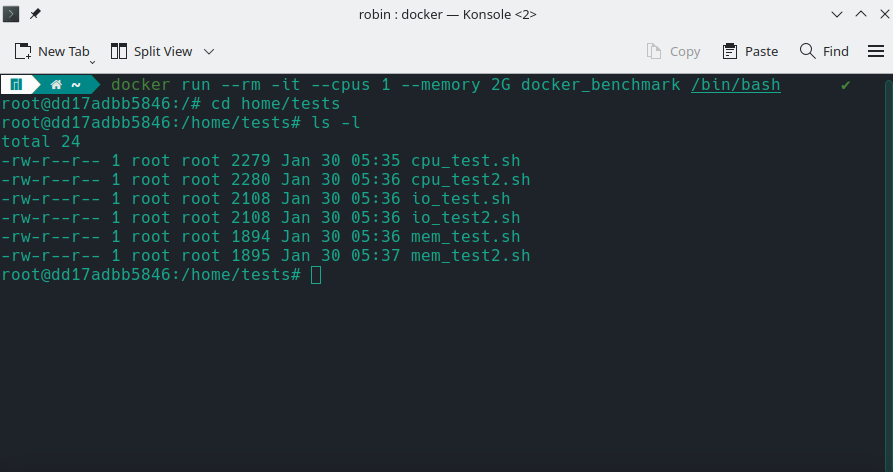 robin : docker — Konsole <2>
New Tab Split View Copy Paste Find
~ docker run --rm -it --cpus 1 --memory 2G docker_benchmark /bin/bash ✔
root@dd17adbb5846:/# cd home/tests
root@dd17adbb5846:/home/tests# ls -l
total 24
-rw-r--r-- 1 root root 2279 Jan 30 05:35 cpu_test.sh
-rw-r--r-- 1 root root 2280 Jan 30 05:36 cpu_test2.sh
-rw-r--r-- 1 root root 2108 Jan 30 05:36 io_test.sh
-rw-r--r-- 1 root root 2108 Jan 30 05:36 io_test2.sh
-rw-r--r-- 1 root root 1894 Jan 30 05:36 mem_test.sh
-rw-r--r-- 1 root root 1895 Jan 30 05:37 mem_test2.sh
root@dd17adbb5846:/home/tests#